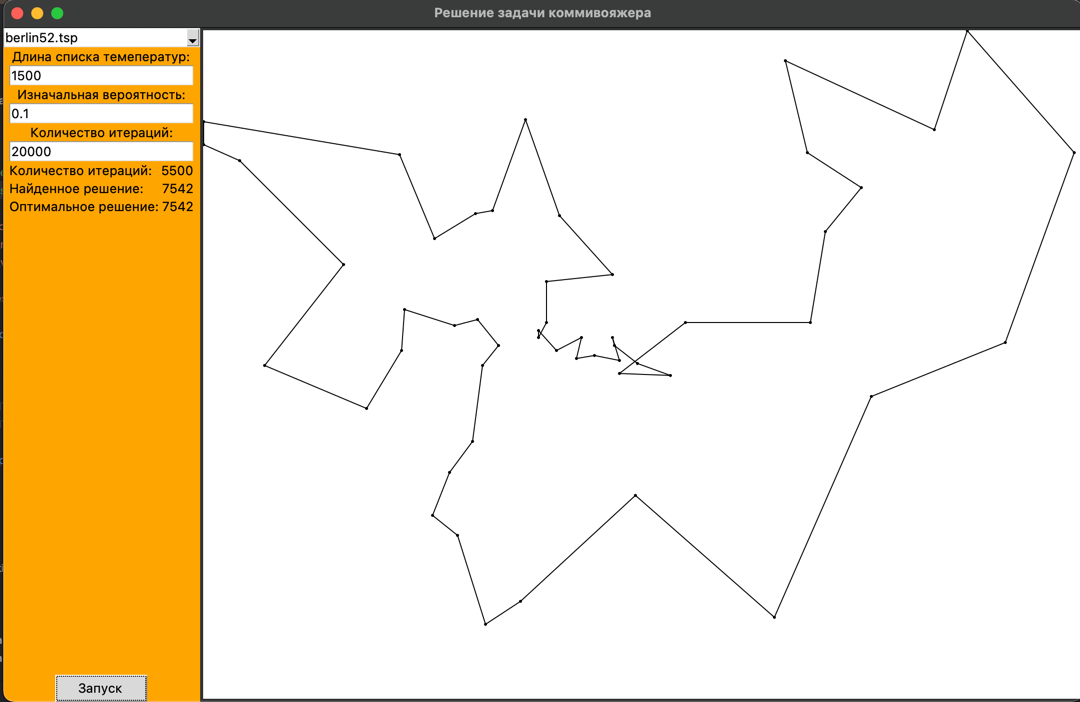 Решение задачи коммивояжера
berlin52.tsp
Длина списка темеператур:
1500
Изначальная вероятность:
0.1
Количество итераций:
20000
Количество итераций: 5500
Найденное решение: 7542
Оптимальное решение: 7542
Запуск